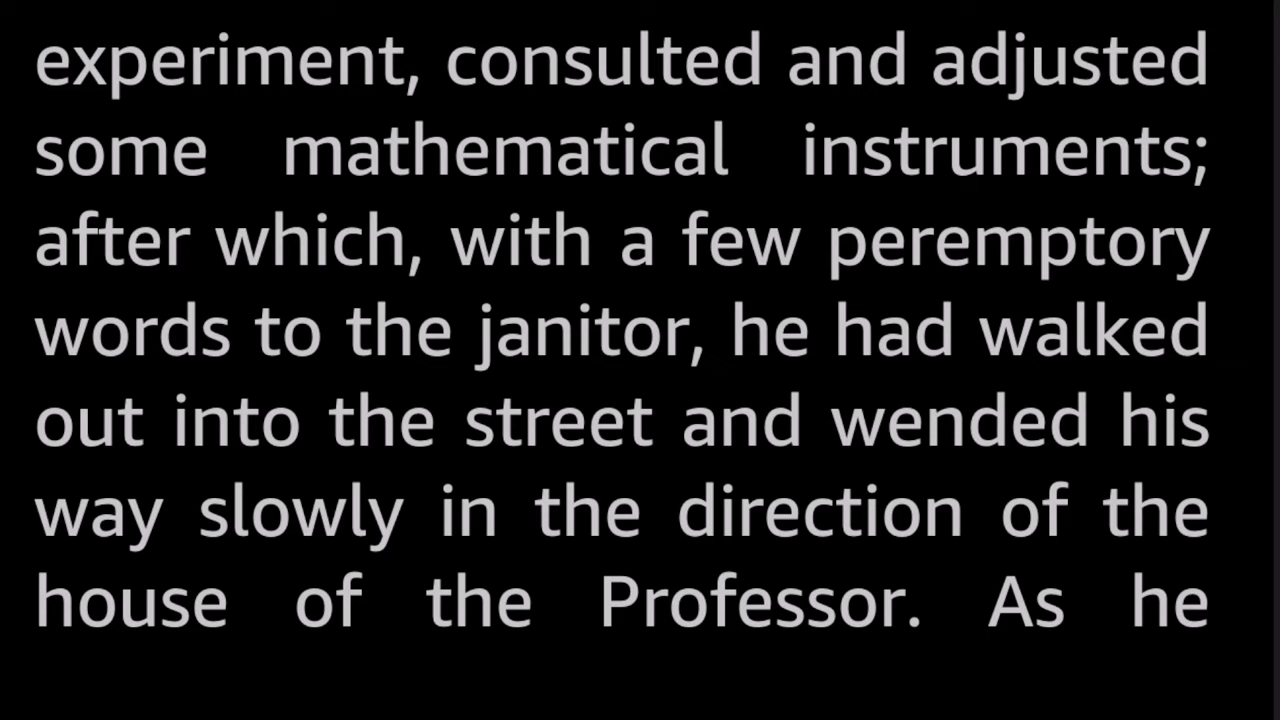 experiment, consulted and adjusted
some mathematical instruments;
after which, with a few peremptory
words to the janitor, he had walked
out into the street and wended his
way slowly in the direction of the
house of the Professor. As he